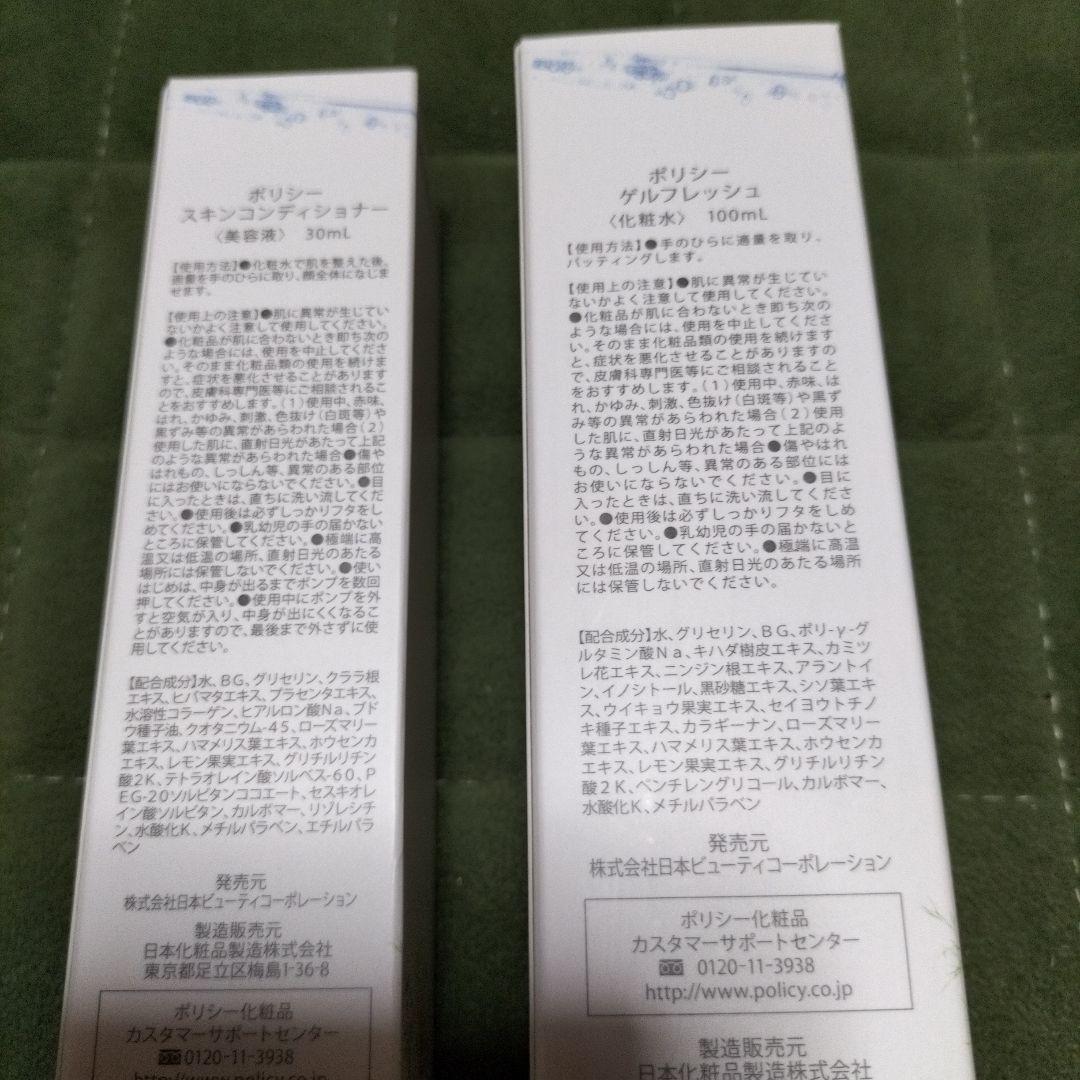 ポリシー
スキンコンディショナー
〈美容液〉 30mL
【使用方法】●化粧水で肌を整えた後、
適量を手のひらに取り、顔全体になじま
せます。
【使用上の注意】●肌に異常が生じてい
ないかよく注意して使用してください。
●化粧品が肌に合わないとき即ち次の
ような場合には、使用を中止してくださ
い。そのまま化粧品類の使用を続けま
すと、症状を悪化させることがあります
ので、皮膚科専門医等にご相談されるこ
とをおすすめします。(1)使用中、赤味、
はれ、かゆみ、刺激、色抜け(白斑等)や
黒ずみ等の異常があらわれた場合(2)
使用した肌に、直射日光があたって上記
のような異常があらわれた場合●傷や
はれもの、しっしん等、異常のある部位
にはお使いにならないでください。●目
に入ったときは、直ちに洗い流してくださ
い。●使用後は必ずしっかりフタをし
めてください。●乳幼児の手の届かない
ところに保管してください。●極端に高
温又は低温の場所、直射日光のあたる
場所には保管しないでください。●使い
はじめは、中身が出るまでポンプを数回
押してください。●使用中にポンプを外
すと空気が入り、中身が出にくくなるこ
とがありますので、最後まで外さずに使
用してください。
【配合成分】水、BG、グリセリン、クララ根
エキス、ヒバマタエキス、プラセンタエキス、
水溶性コラーゲン、ヒアルロン酸Na、ブド
ウ種子油、クオタニウム-45、ローズマリー
葉エキス、ハマメリス葉エキス、ホウセンカ
エキス、レモン果実エキス、グリチルリチン
酸2K、テトラオレイン酸ソルベス-60、P
EG-20ソルビタンココエート、セスキオレ
イン酸ソルビタン、カルボマー、リゾレシチ
ン、水酸化K、メチルパラベン、エチルパラ
ベン
発売元
株式会社日本ビューティコーポレーション
製造販売元
日本化粧品製造株式会社
東京都足立区梅島1-36-8
ポリシー化粧品
カスタマーサポートセンター
0120-11-3938
http://www.policy.co.jp
ポリシー
ゲルフレッシュ
〈化粧水〉 100mL
【使用方法】●手のひらに適量を取り、
パッティングします。
【使用上の注意】●肌に異常が生じてい
ないかよく注意して使用してください。
●化粧品が肌に合わないとき即ち次の
ような場合には、使用を中止してくださ
い。そのまま化粧品類の使用を続けます
と、症状を悪化させることがありますの
で、皮膚科専門医等にご相談されること
をおすすめします。(1)使用中、赤味、は
れ、かゆみ、刺激、色抜け(白斑等)や黒ず
み等の異常があらわれた場合(2)使用
した肌に、直射日光があたって上記のよ
うな異常があらわれた場合●傷やはれ
もの、しっしん等、異常のある部位には
お使いにならないでください。●目に
入ったときは、直ちに洗い流してくださ
い。●使用後は必ずしっかりフタをしめ
てください。●乳幼児の手の届かないと
ころに保管してください。●極端に高温
又は低温の場所、直射日光のあたる場所
には保管しないでください。
【配合成分】水、グリセリン、BG、ポリ-γ-グ
ルタミン酸Na、キハダ樹皮エキス、カミツ
レ花エキス、ニンジン根エキス、アラントイ
ン、イノシトール、黒砂糖エキス、シソ葉エキ
ス、ウイキョウ果実エキス、セイヨウトチノ
キ種子エキス、カラギーナン、ローズマリー
葉エキス、ハマメリス葉エキス、ホウセンカ
エキス、レモン果実エキス、グリチルリチン
酸2K、ペンチレングリコール、カルボマー、
水酸化K、メチルパラベン
発売元
株式会社日本ビューティコーポレーション
ポリシー化粧品
カスタマーサポートセンター
0120-11-3938
http://www.policy.co.jp
製造販売元
日本化粧品製造株式会社